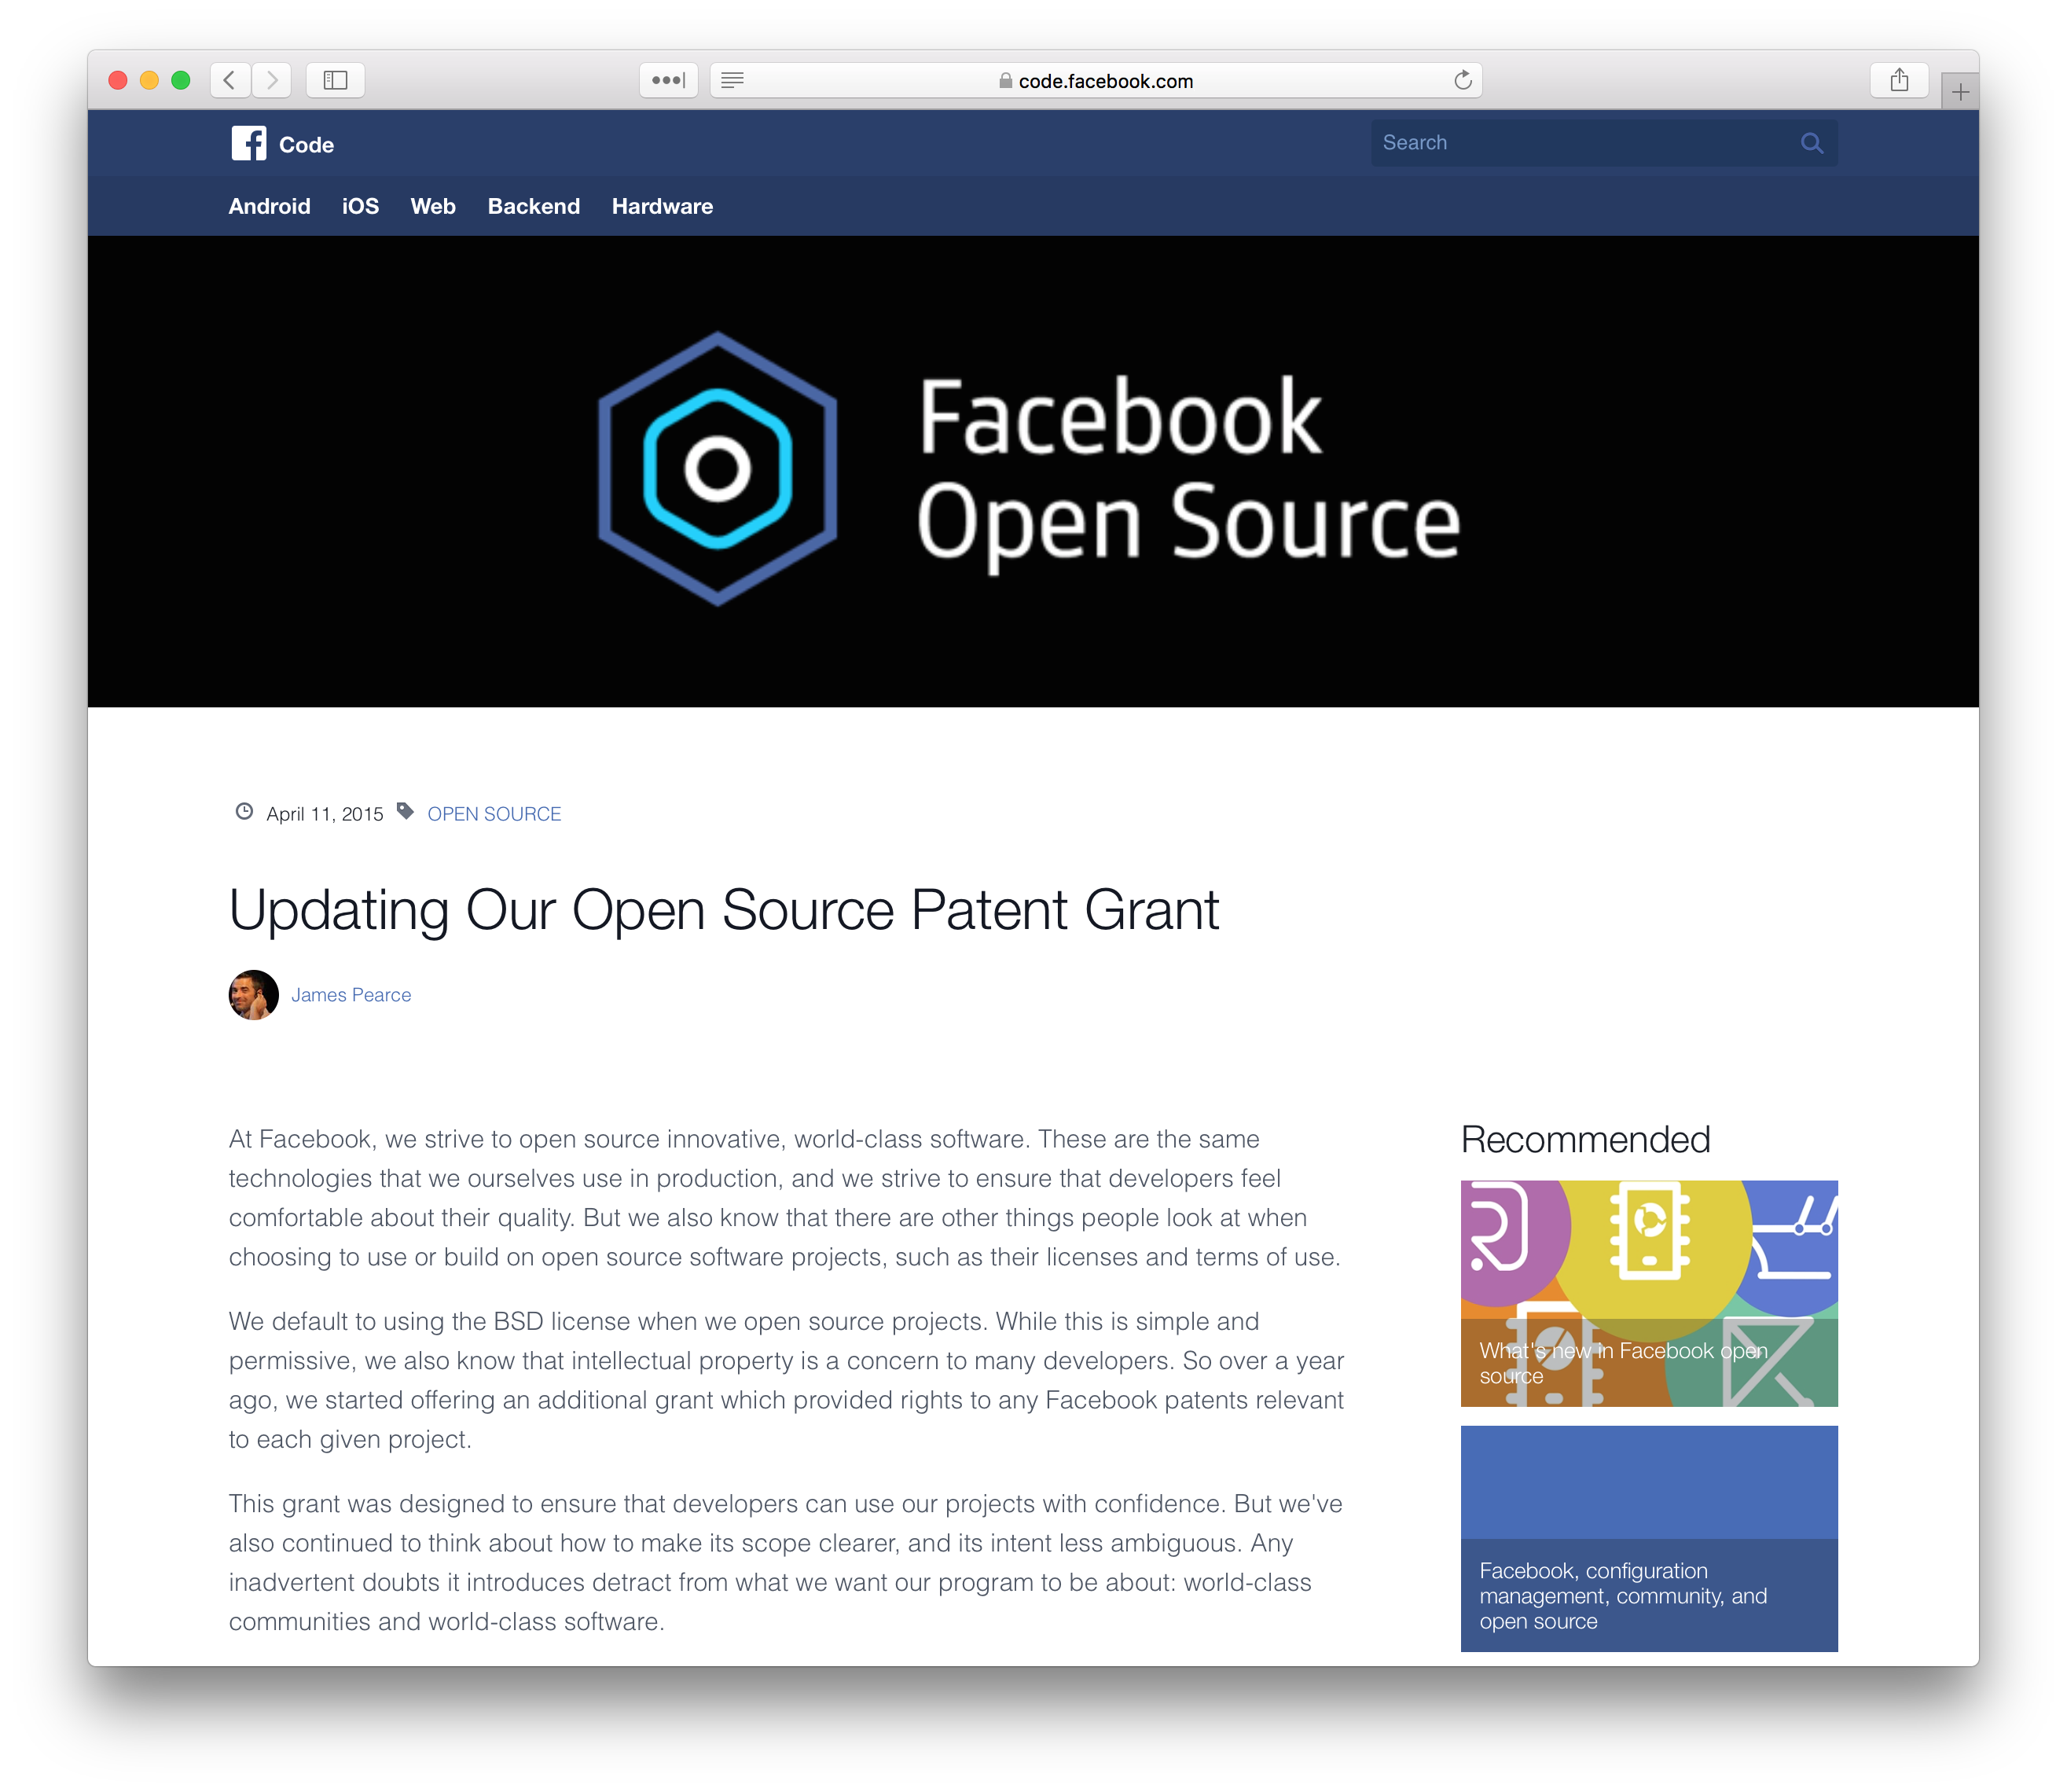 code.facebook.com
Code
Search
Android iOS Web Backend Hardware
Facebook
Open Source
April 11, 2015 OPEN SOURCE
Updating Our Open Source Patent Grant
James Pearce
At Facebook, we strive to open source innovative, world-class software. These are the same
technologies that we ourselves use in production, and we strive to ensure that developers feel
comfortable about their quality. But we also know that there are other things people look at when
choosing to use or build on open source software projects, such as their licenses and terms of use.
We default to using the BSD license when we open source projects. While this is simple and
permissive, we also know that intellectual property is a concern to many developers. So over a year
ago, we started offering an additional grant which provided rights to any Facebook patents relevant
to each given project.
This grant was designed to ensure that developers can use our projects with confidence. But we've
also continued to think about how to make its scope clearer, and its intent less ambiguous. Any
inadvertent doubts it introduces detract from what we want our program to be about: world-class
communities and world-class software.
Recommended
What's new in Facebook open
source
Facebook, configuration
management, community, and
open source